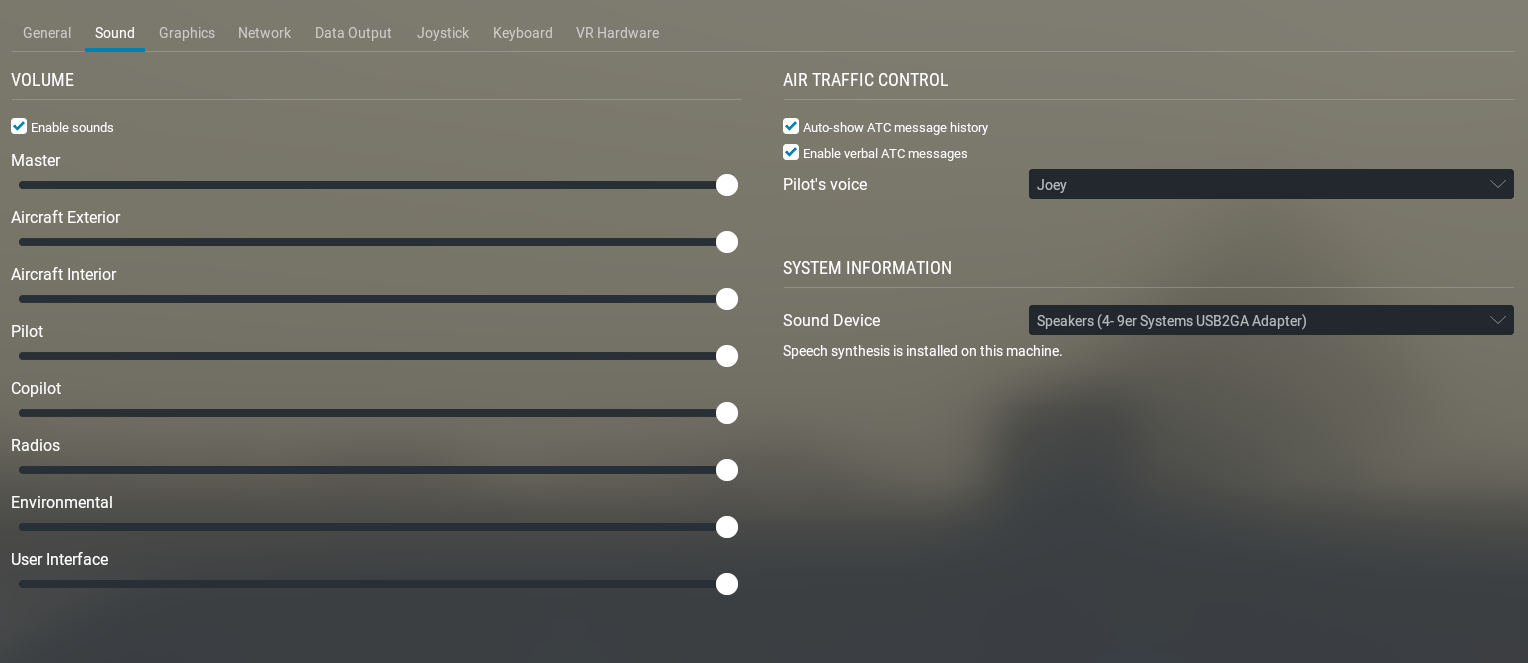 General Sound Graphics Network Data Output Joystick Keyboard VR Hardware
VOLUME
Enable sounds
Master
Aircraft Exterior
Aircraft Interior
Pilot
Copilot
Radios
Environmental
User Interface
AIR TRAFFIC CONTROL
Auto-show ATC message history
Enable verbal ATC messages
Pilot's voice Joey
SYSTEM INFORMATION
Sound Device Speakers (4- 9er Systems USB2GA Adapter)
Speech synthesis is installed on this machine.